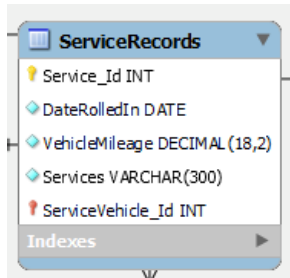 ServiceRecords
Service_Id INT
DateRolledIn DATE
VehicleMileage DECIMAL(18,2)
Services VARCHAR(300)
ServiceVehicle_Id INT
Indexes